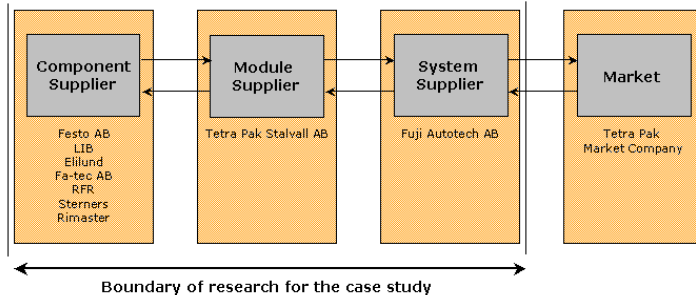 Component
Supplier
Module
Supplier
System
Supplier
Market
Festo AB
LIB
Elilund
Fa-tec AB
RFR
Sterners
Rimaster
Tetra Pak Stalvall AB
Fuji Autotech AB
Tetra Pak
Market Company
Boundary of research for the case study